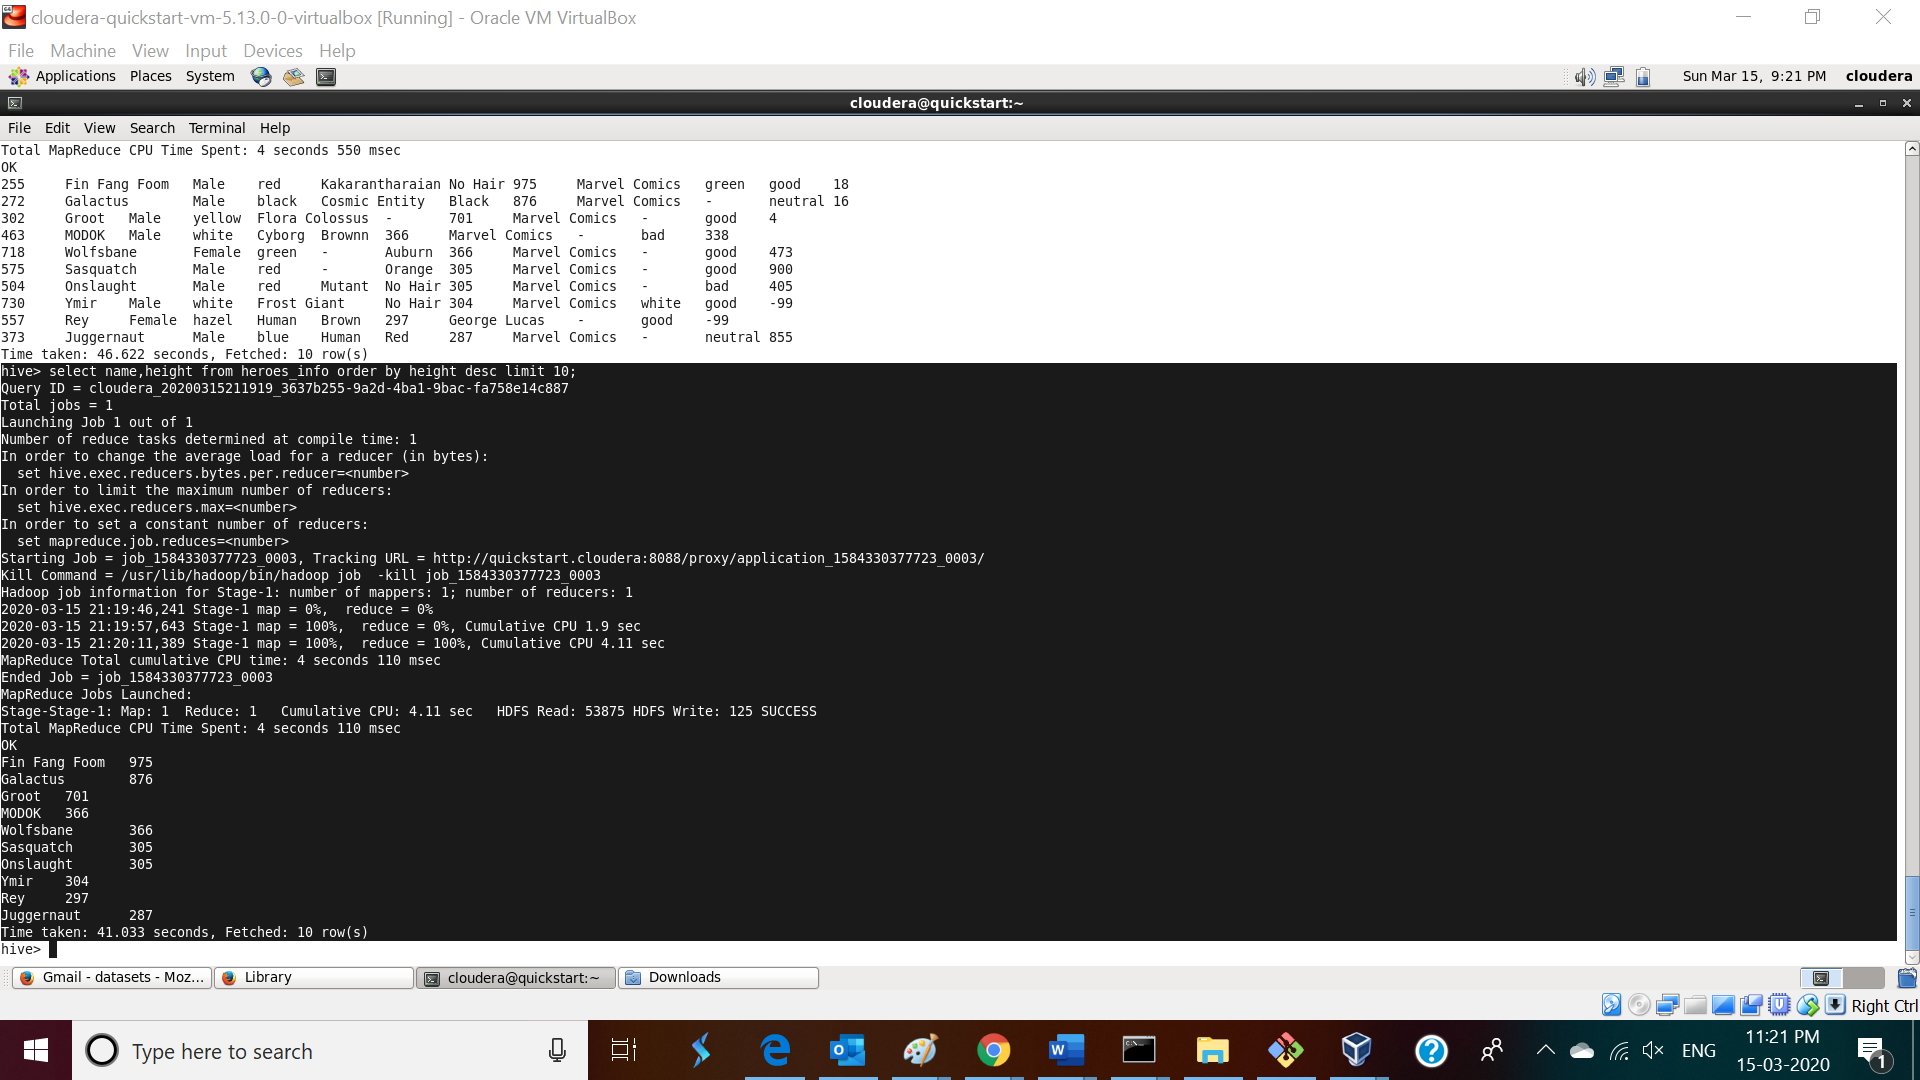 cloudera-quickstart-vm-5.13.0-0-virtualbox [Running] - Oracle VM VirtualBox
File Machine View Input Devices Help
Applications Places System Sun Mar 15, 9:21 PM cloudera
cloudera@quickstart:~
File Edit View Search Terminal Help
Total MapReduce CPU Time Spent: 4 seconds 550 msec
OK
255 Fin Fang Foom Male red Kakarantharaian No Hair 975 Marvel Comics green good 18
272 Galactus Male black Cosmic Entity Black 876 Marvel Comics - neutral 16
302 Groot Male yellow Flora Colossus - 701 Marvel Comics - good 4
463 MODOK Male white Cyborg Brownn 366 Marvel Comics - bad 338
718 Wolfsbane Female green - Auburn 366 Marvel Comics - good 473
575 Sasquatch Male red - Orange 305 Marvel Comics - good 900
504 Onslaught Male red Mutant No Hair 305 Marvel Comics - bad 405
730 Ymir Male white Frost Giant No Hair 304 Marvel Comics white good -99
557 Rey Female hazel Human Brown 297 George Lucas - good -99
373 Juggernaut Male blue Human Red 287 Marvel Comics - neutral 855
Time taken: 46.622 seconds, Fetched: 10 row(s)
hive> select name,height from heroes_info order by height desc limit 10;
Query ID = cloudera_20200315211919_3637b255-9a2d-4ba1-9bac-fa758e14c887
Total jobs = 1
Launching Job 1 out of 1
Number of reduce tasks determined at compile time: 1
In order to change the average load for a reducer (in bytes):
set hive.exec.reducers.bytes.per.reducer=<number>
In order to limit the maximum number of reducers:
set hive.exec.reducers.max=<number>
In order to set a constant number of reducers:
set mapreduce.job.reduces=<number>
Starting Job = job_1584330377723_0003, Tracking URL = http://quickstart.cloudera:8088/proxy/application_1584330377723_0003/
Kill Command = /usr/lib/hadoop/bin/hadoop job -kill job_1584330377723_0003
Hadoop job information for Stage-1: number of mappers: 1; number of reducers: 1
2020-03-15 21:19:46,241 Stage-1 map = 0%, reduce = 0%
2020-03-15 21:19:57,643 Stage-1 map = 100%, reduce = 0%, Cumulative CPU 1.9 sec
2020-03-15 21:20:11,389 Stage-1 map = 100%, reduce = 100%, Cumulative CPU 4.11 sec
MapReduce Total cumulative CPU time: 4 seconds 110 msec
Ended Job = job_1584330377723_0003
MapReduce Jobs Launched:
Stage-Stage-1: Map: 1 Reduce: 1 Cumulative CPU: 4.11 sec HDFS Read: 53875 HDFS Write: 125 SUCCESS
Total MapReduce CPU Time Spent: 4 seconds 110 msec
OK
Fin Fang Foom 975
Galactus 876
Groot 701
MODOK 366
Wolfsbane 366
Sasquatch 305
Onslaught 305
Ymir 304
Rey 297
Juggernaut 287
Time taken: 41.033 seconds, Fetched: 10 row(s)
hive>
Gmail - datasets - Moz... Library cloudera@quickstart:~ Downloads
Right Ctrl
Type here to search ENG 11:21 PM
15-03-2020 1